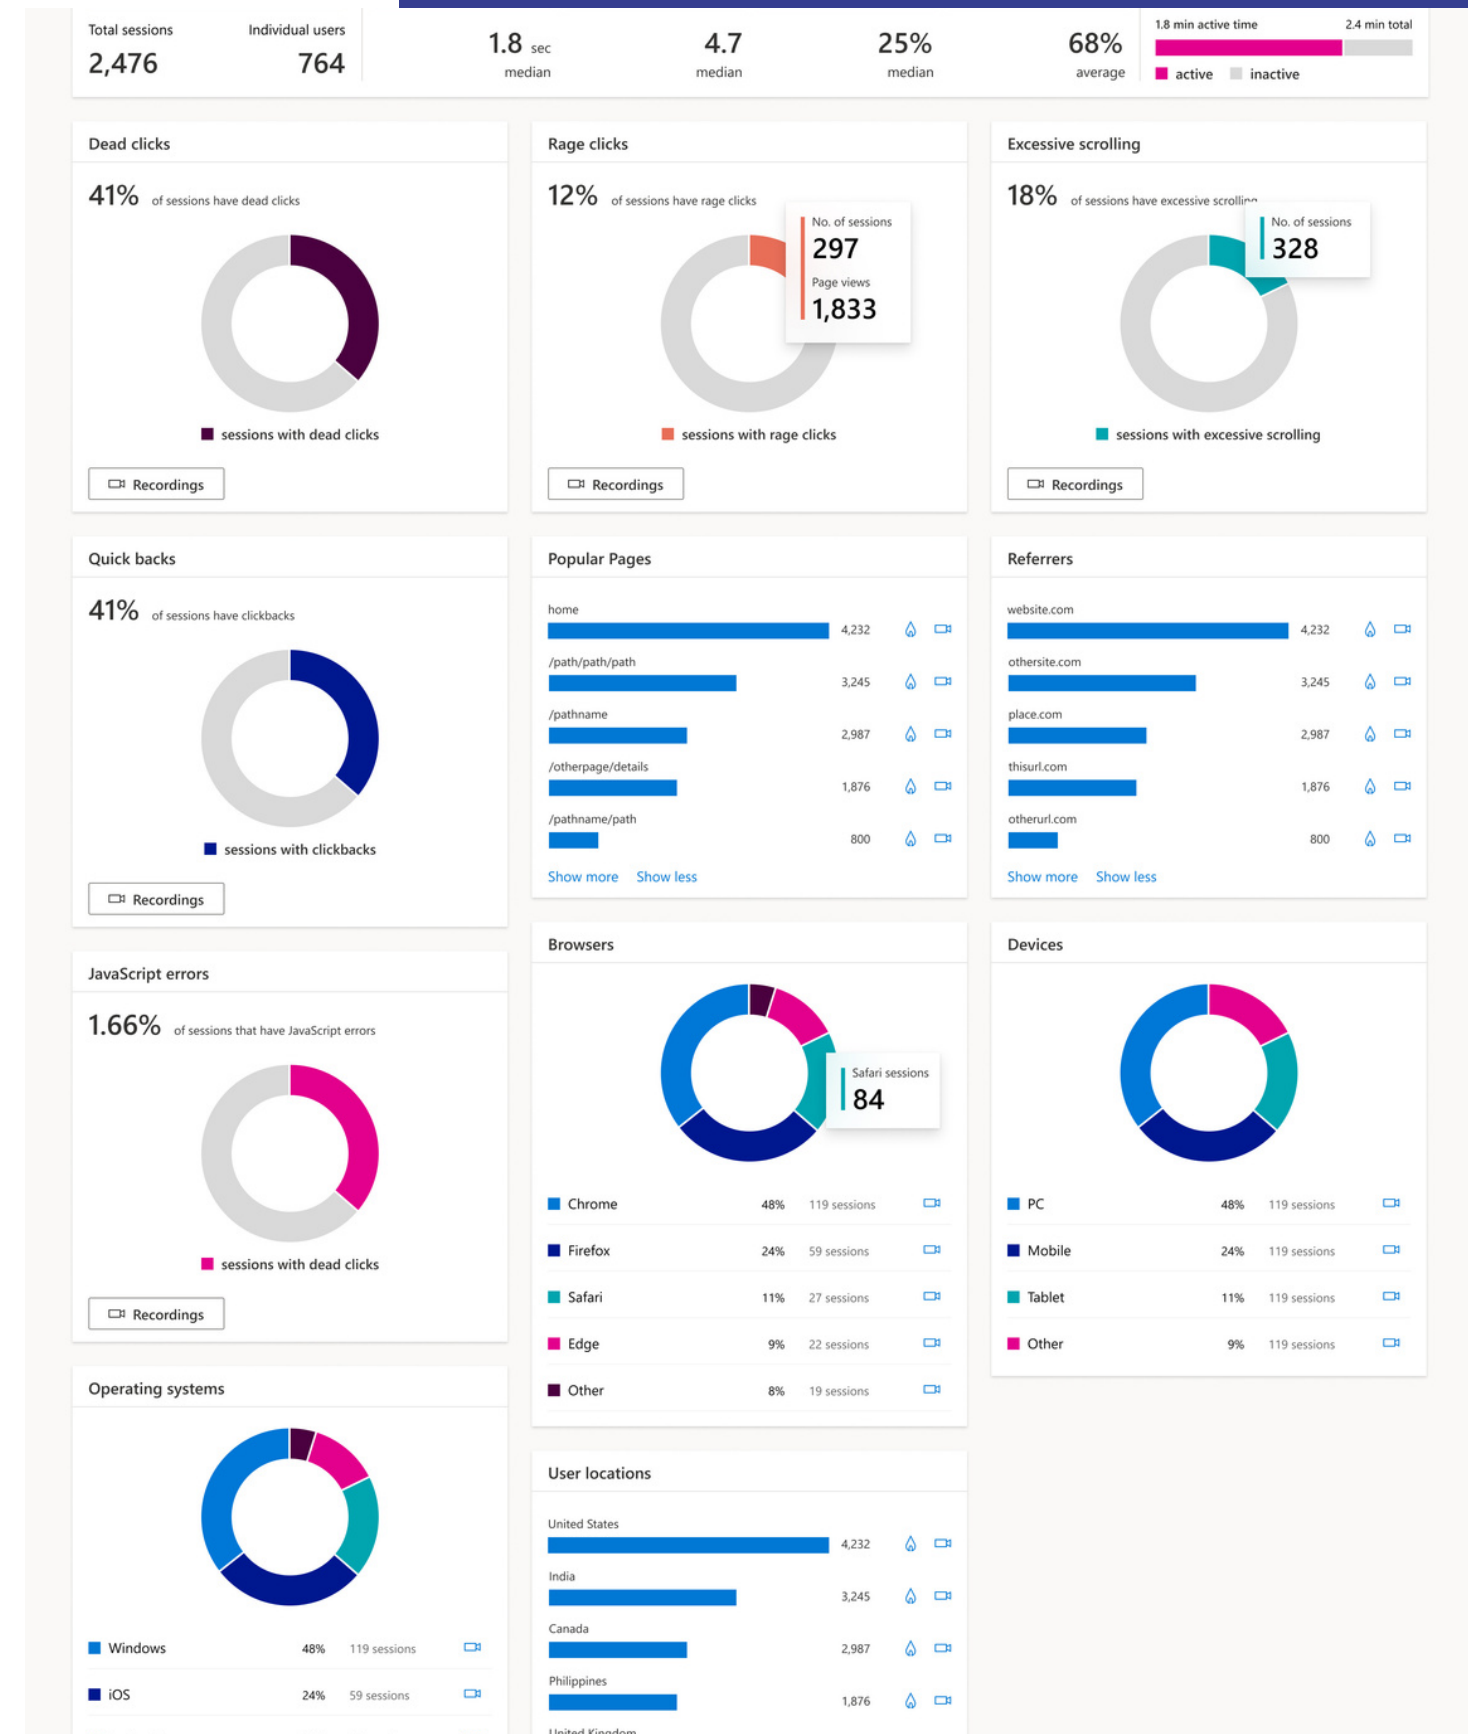 Total sessions
2,476
Individual users
764
1.8 sec
median
4.7
median
25%
median
68%
average
1.8 min active time
2.4 min total
active
inactive
Dead clicks
41% of sessions have dead clicks
sessions with dead clicks
Recordings
Rage clicks
12% of sessions have rage clicks
No. of sessions
297
Page views
1,833
sessions with rage clicks
Recordings
Excessive scrolling
18% of sessions have excessive scrolling
No. of sessions
328
sessions with excessive scrolling
Recordings
Quick backs
41% of sessions have clickbacks
sessions with clickbacks
Recordings
Popular Pages
home
4,232
/path/path/path
3,245
/pathname
2,987
/otherpage/details
1,876
/pathname/path
800
Show more Show less
Referrers
website.com
4,232
othersite.com
3,245
place.com
2,987
thisurl.com
1,876
otherurl.com
800
Show more Show less
JavaScript errors
1.66% of sessions that have JavaScript errors
sessions with dead clicks
Recordings
Browsers
Safari sessions
84
Chrome 48% 119 sessions
Firefox 24% 59 sessions
Safari 11% 27 sessions
Edge 9% 22 sessions
Other 8% 19 sessions
Devices
PC 48% 119 sessions
Mobile 24% 119 sessions
Tablet 11% 119 sessions
Other 9% 119 sessions
Operating systems
Windows 48% 119 sessions
iOS 24% 59 sessions
User locations
United States
4,232
India
3,245
Canada
2,987
Philippines
1,876
United Kingdom